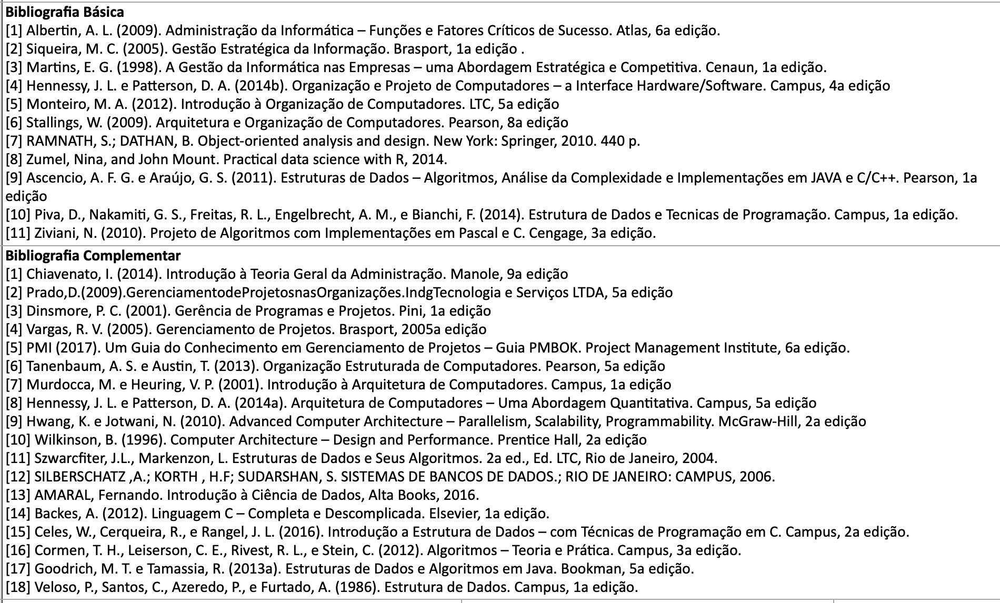 Bibliografia Básica
[1] Albertin, A. L. (2009). Administração da Informática – Funções e Fatores Críticos de Sucesso. Atlas, 6a edição.
[2] Siqueira, M. C. (2005). Gestão Estratégica da Informação. Brasport, 1a edição .
[3] Martins, E. G. (1998). A Gestão da Informática nas Empresas – uma Abordagem Estratégica e Competitiva. Cenaun, 1a edição.
[4] Hennessy, J. L. e Patterson, D. A. (2014b). Organização e Projeto de Computadores – a Interface Hardware/Software. Campus, 4a edição
[5] Monteiro, M. A. (2012). Introdução à Organização de Computadores. LTC, 5a edição
[6] Stallings, W. (2009). Arquitetura e Organização de Computadores. Pearson, 8a edição
[7] RAMNATH, S.; DATHAN, B. Object-oriented analysis and design. New York: Springer, 2010. 440 p.
[8] Zumel, Nina, and John Mount. Practical data science with R, 2014.
[9] Ascencio, A. F. G. e Araújo, G. S. (2011). Estruturas de Dados – Algoritmos, Análise da Complexidade e Implementações em JAVA e C/C++. Pearson, 1a
edição
[10] Piva, D., Nakamiti, G. S., Freitas, R. L., Engelbrecht, A. M., e Bianchi, F. (2014). Estrutura de Dados e Tecnicas de Programação. Campus, 1a edição.
[11] Ziviani, N. (2010). Projeto de Algoritmos com Implementações em Pascal e C. Cengage, 3a edição.
Bibliografia Complementar
[1] Chiavenato, I. (2014). Introdução à Teoria Geral da Administração. Manole, 9a edição
[2] Prado,D.(2009).GerenciamentodeProjetosnasOrganizações.IndgTecnologia e Serviços LTDA, 5a edição
[3] Dinsmore, P. C. (2001). Gerência de Programas e Projetos. Pini, 1a edição
[4] Vargas, R. V. (2005). Gerenciamento de Projetos. Brasport, 2005a edição
[5] PMI (2017). Um Guia do Conhecimento em Gerenciamento de Projetos – Guia PMBOK. Project Management Institute, 6a edição.
[6] Tanenbaum, A. S. e Austin, T. (2013). Organização Estruturada de Computadores. Pearson, 5a edição
[7] Murdocca, M. e Heuring, V. P. (2001). Introdução à Arquitetura de Computadores. Campus, 1a edição
[8] Hennessy, J. L. e Patterson, D. A. (2014a). Arquitetura de Computadores – Uma Abordagem Quantitativa. Campus, 5a edição
[9] Hwang, K. e Jotwani, N. (2010). Advanced Computer Architecture – Parallelism, Scalability, Programmability. McGraw-Hill, 2a edição
[10] Wilkinson, B. (1996). Computer Architecture – Design and Performance. Prentice Hall, 2a edição
[11] Szwarcfiter, J.L., Markenzon, L. Estruturas de Dados e Seus Algoritmos. 2a ed., Ed. LTC, Rio de Janeiro, 2004.
[12] SILBERSCHATZ ,A.; KORTH , H.F; SUDARSHAN, S. SISTEMAS DE BANCOS DE DADOS.; RIO DE JANEIRO: CAMPUS, 2006.
[13] AMARAL, Fernando. Introdução à Ciência de Dados, Alta Books, 2016.
[14] Backes, A. (2012). Linguagem C – Completa e Descomplicada. Elsevier, 1a edição.
[15] Celes, W., Cerqueira, R., e Rangel, J. L. (2016). Introdução a Estrutura de Dados – com Técnicas de Programação em C. Campus, 2a edição.
[16] Cormen, T. H., Leiserson, C. E., Rivest, R. L., e Stein, C. (2012). Algoritmos – Teoria e Prática. Campus, 3a edição.
[17] Goodrich, M. T. e Tamassia, R. (2013a). Estruturas de Dados e Algoritmos em Java. Bookman, 5a edição.
[18] Veloso, P., Santos, C., Azeredo, P., e Furtado, A. (1986). Estrutura de Dados. Campus, 1a edição.